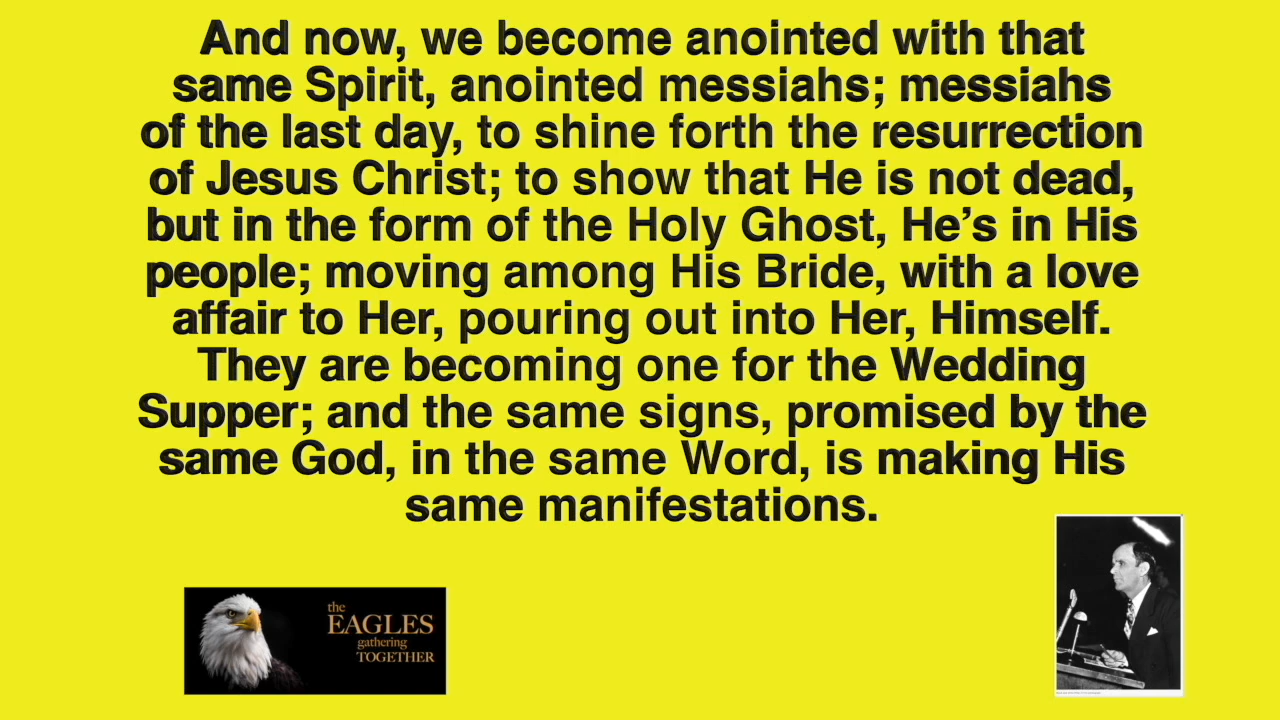 And now, we become anointed with that
same Spirit, anointed messiahs; messiahs
of the last day, to shine forth the resurrection
of Jesus Christ; to show that He is not dead,
but in the form of the Holy Ghost, He’s in His
people; moving among His Bride, with a love
affair to Her, pouring out into Her, Himself.
They are becoming one for the Wedding
Supper; and the same signs, promised by the
same God, in the same Word, is making His
same manifestations.
the
EAGLES
gathering
TOGETHER